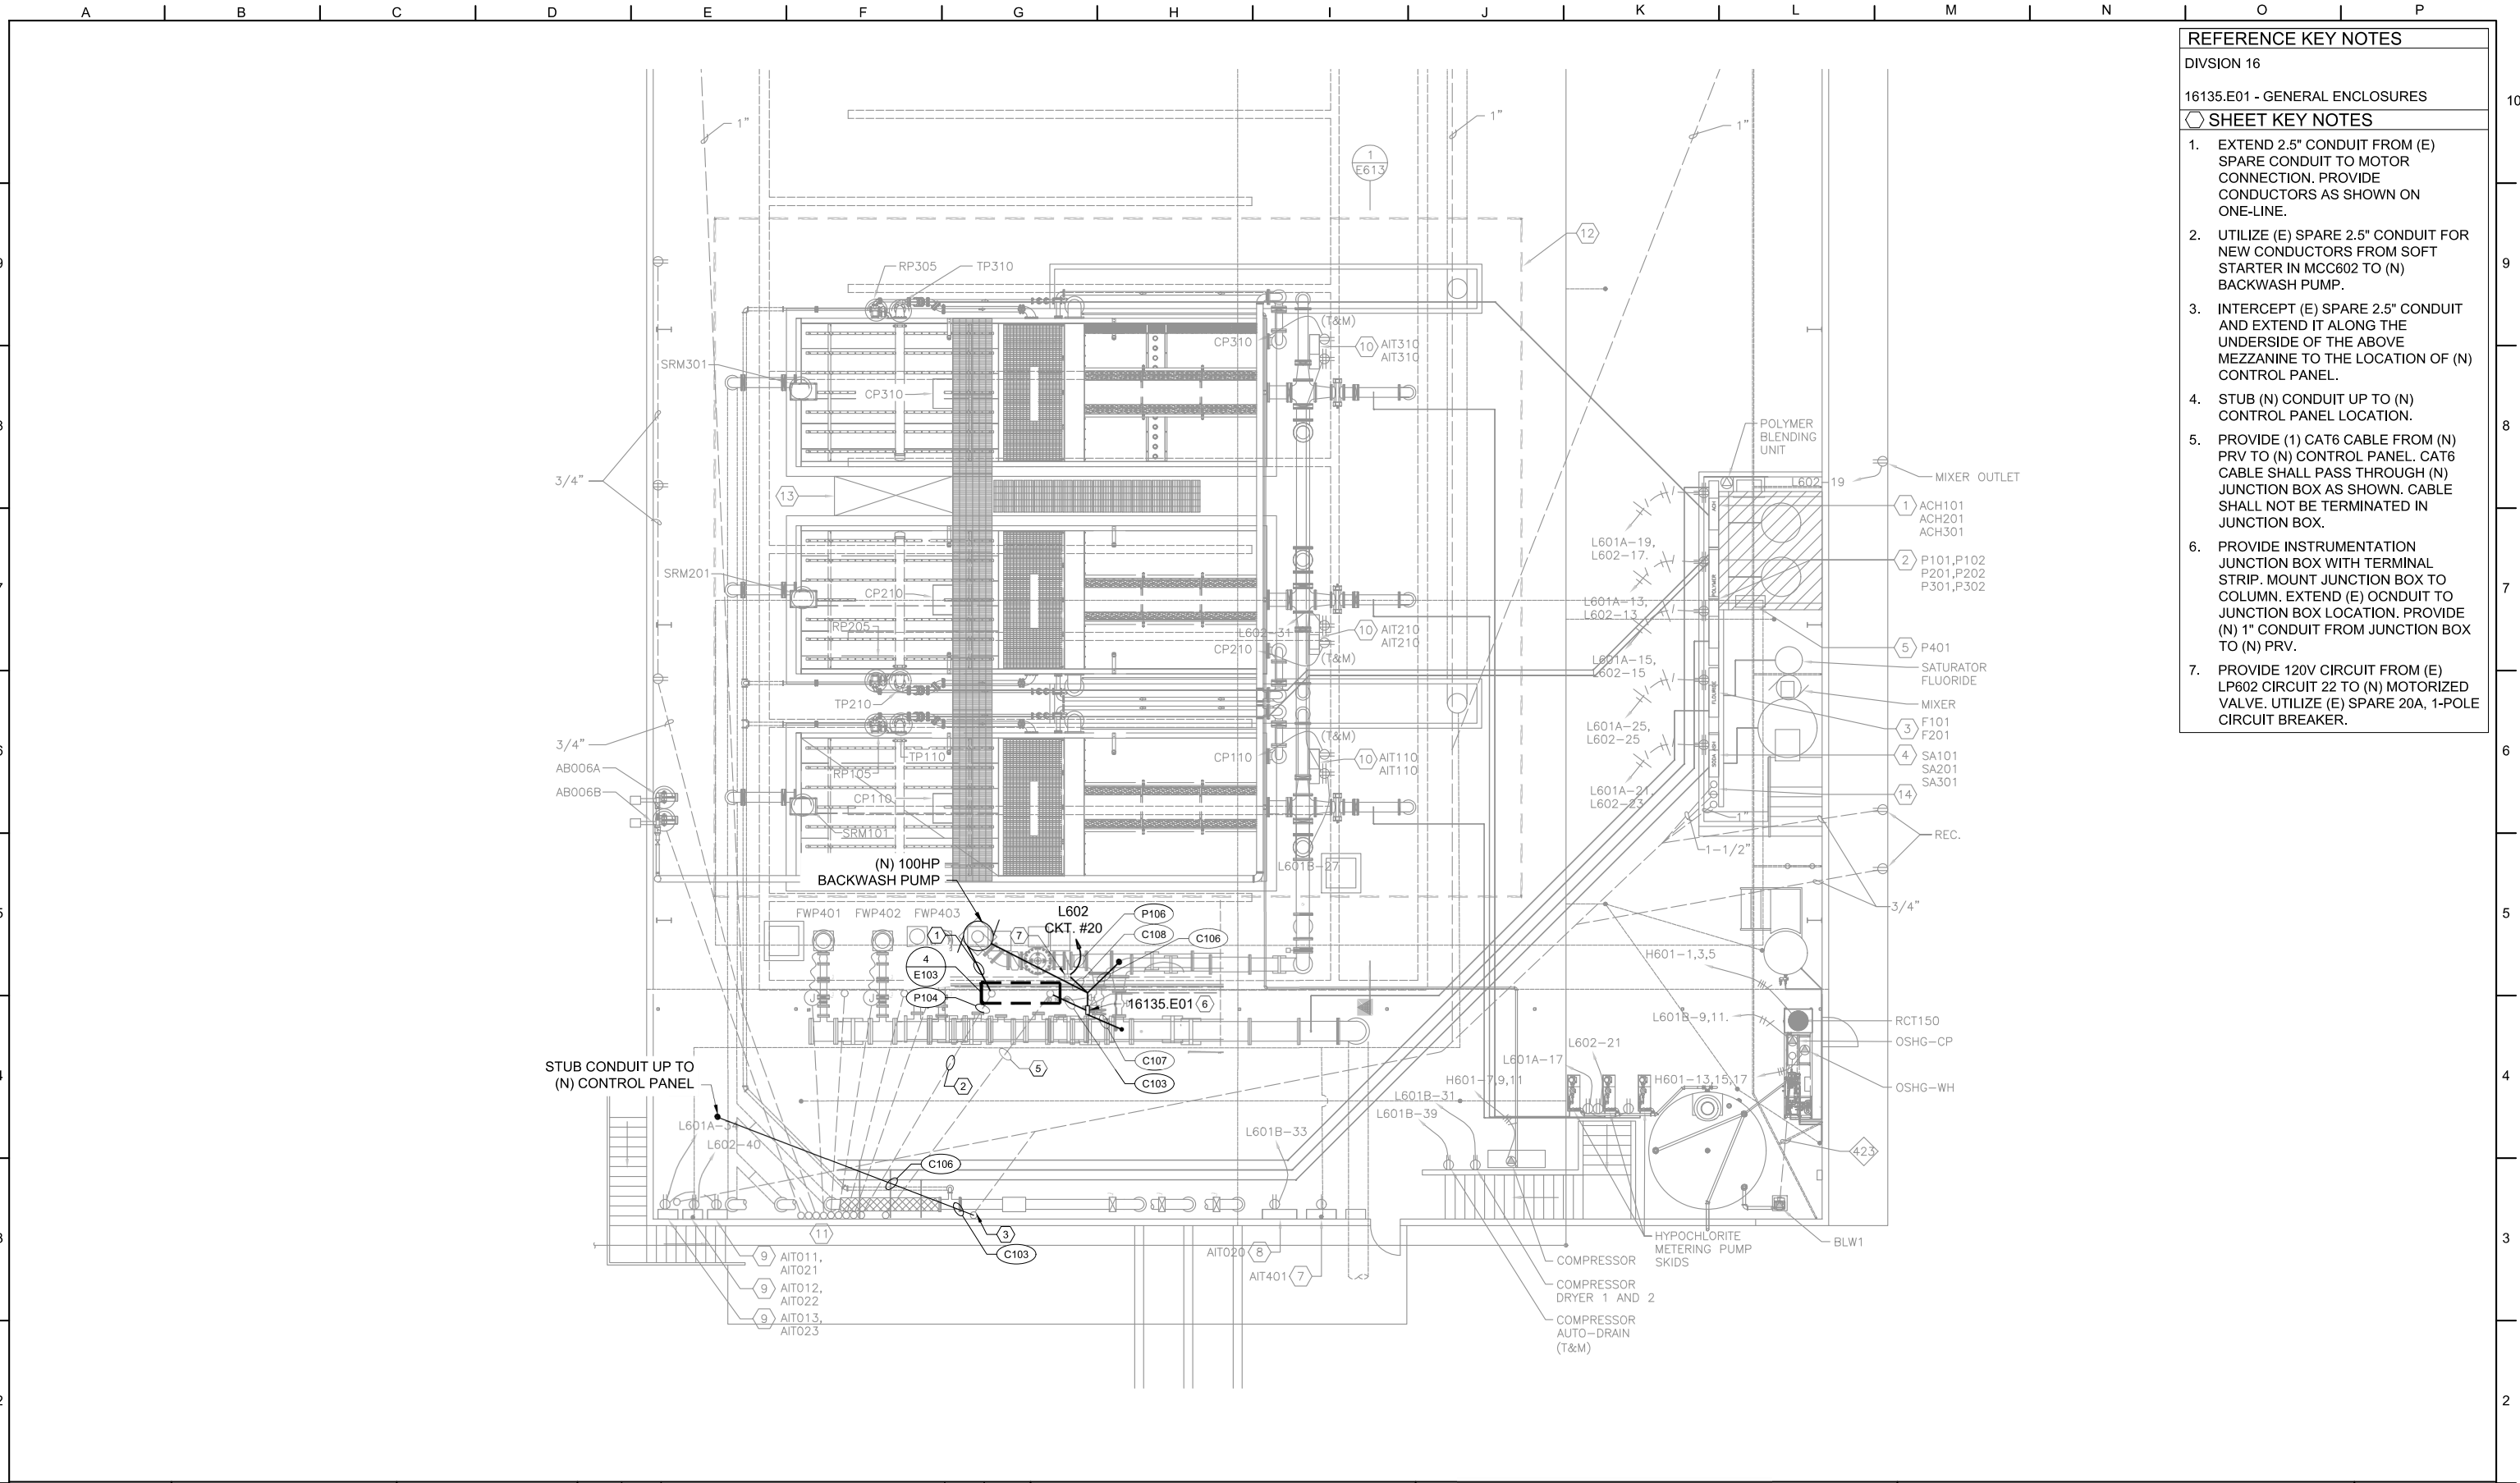 A B C D E F G H I J K L M N O P
REFERENCE KEY NOTES
DIVSION 16
16135.E01 - GENERAL ENCLOSURES
SHEET KEY NOTES
1. EXTEND 2.5" CONDUIT FROM (E)
SPARE CONDUIT TO MOTOR
CONNECTION. PROVIDE
CONDUCTORS AS SHOWN ON
ONE-LINE.
2. UTILIZE (E) SPARE 2.5" CONDUIT FOR
NEW CONDUCTORS FROM SOFT
STARTER IN MCC602 TO (N)
BACKWASH PUMP.
3. INTERCEPT (E) SPARE 2.5" CONDUIT
AND EXTEND IT ALONG THE
UNDERSIDE OF THE ABOVE
MEZZANINE TO THE LOCATION OF (N)
CONTROL PANEL.
4. STUB (N) CONDUIT UP TO (N)
CONTROL PANEL LOCATION.
5. PROVIDE (1) CAT6 CABLE FROM (N)
PRV TO (N) CONTROL PANEL. CAT6
CABLE SHALL PASS THROUGH (N)
JUNCTION BOX AS SHOWN. CABLE
SHALL NOT BE TERMINATED IN
JUNCTION BOX.
6. PROVIDE INSTRUMENTATION
JUNCTION BOX WITH TERMINAL
STRIP. MOUNT JUNCTION BOX TO
COLUMN. EXTEND (E) OCNDUIT TO
JUNCTION BOX LOCATION. PROVIDE
(N) 1" CONDUIT FROM JUNCTION BOX
TO (N) PRV.
7. PROVIDE 120V CIRCUIT FROM (E)
LP602 CIRCUIT 22 TO (N) MOTORIZED
VALVE. UTILIZE (E) SPARE 20A, 1-POLE
CIRCUIT BREAKER.
10
9
8
7
6
5
4
3
2
1"
1"
1"
1
E613
12
RP305
TP310
(T&M)
CP310
10 AIT310
AIT310
SRM301
CP310
3/4"
13
POLYMER
BLENDING
UNIT
L602-19
MIXER OUTLET
ACH
1 ACH101
ACH201
ACH301
L601A-19,
L602-17.
2 P101,P102
P201,P202
P301,P302
POLYMER
SRM201
CP210
RP205
L602-31
10 AIT210
AIT210
CP210
(T&M)
L601A-13,
L602-13
5 P401
L601A-15,
L602-15
SATURATOR
FLUORIDE
MIXER
TP210
3 F101
F201
L601A-25,
L602-25
4 SA101
SA201
SA301
SODA ASH
3/4"
AB006A
AB006B
TP110
RP105
(T&M)
CP110
10 AIT110
AIT110
CP110
L601A-21,
L602-23
14
1"
REC.
1-1/2"
SRM101
L601B-27
(N) 100HP
BACKWASH PUMP
3/4"
FWP401 FWP402 FWP403
L602
CKT. #20
P106
C108
C106
1
7
4
E103
P104
J
J
16135.E01 6
H601-1,3,5
L601B-9,11.
RCT150
OSHG-CP
OSHG-WH
C107
C103
2
5
STUB CONDUIT UP TO
(N) CONTROL PANEL
L601A-34
L602-40
L601A-17
L602-21
H601-7,9,11
H601-13,15,17
L601B-31
L601B-39
L601B-33
423
C106
3
C103
11
9 AIT011,
AIT021
9 AIT012,
AIT022
9 AIT013,
AIT023
AIT020 8
AIT401 7
COMPRESSOR
COMPRESSOR
DRYER 1 AND 2
COMPRESSOR
AUTO-DRAIN
(T&M)
HYPOCHLORITE
METERING PUMP
SKIDS
BLW1